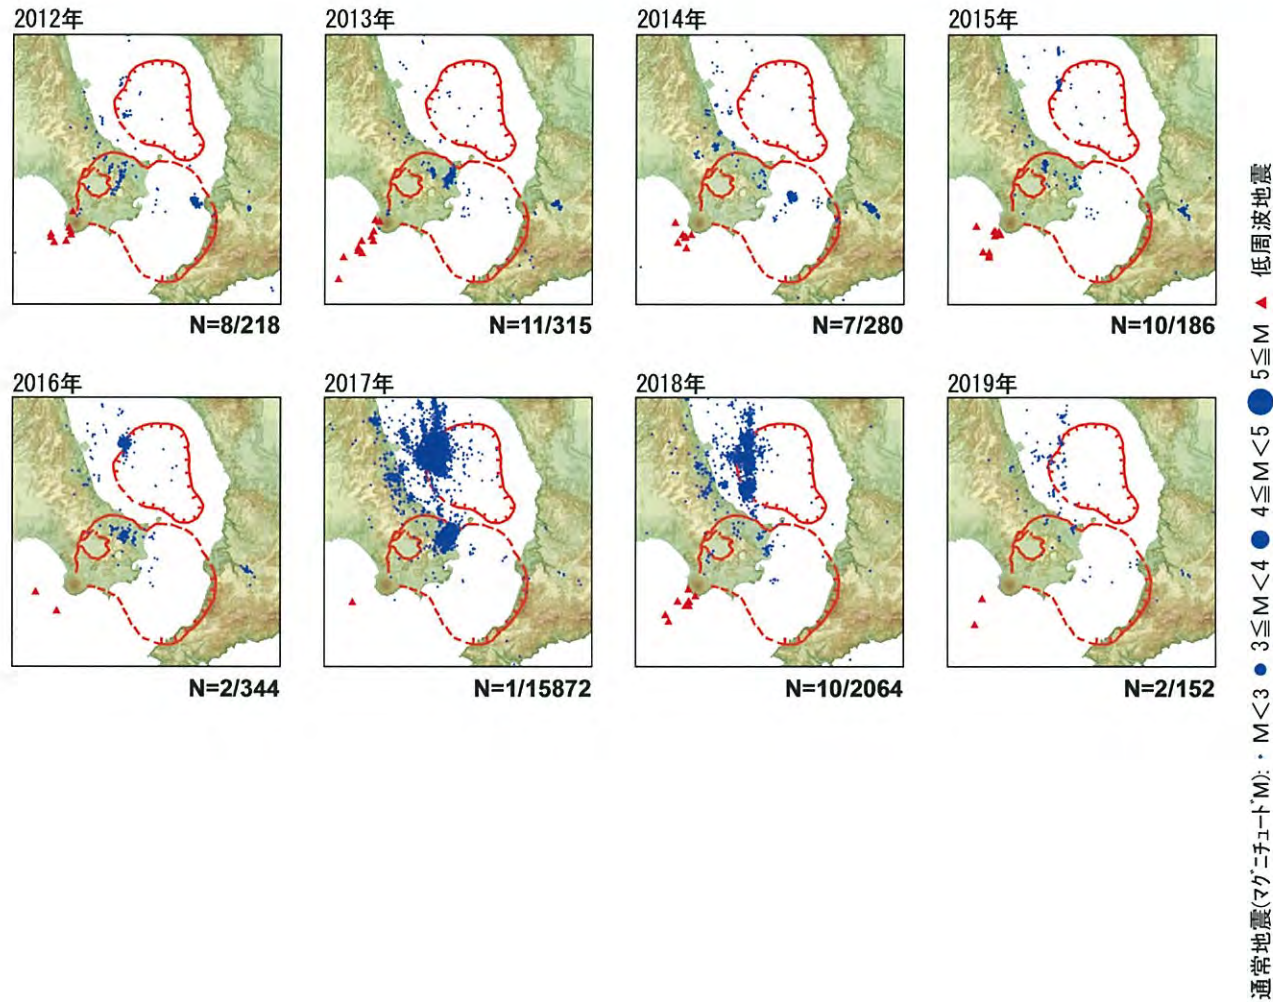 2012年
2013年
2014年
2015年
N=8/218
N=11/315
N=7/280
N=10/186
2016年
2017年
2018年
2019年
N=2/344
N=1/15872
N=10/2064
N=2/152
通常地震(マグニチュードM): ・ M<3 ● 3≦M<4 ● 4≦M<5 ● 5≦M ▲ 低周波地震